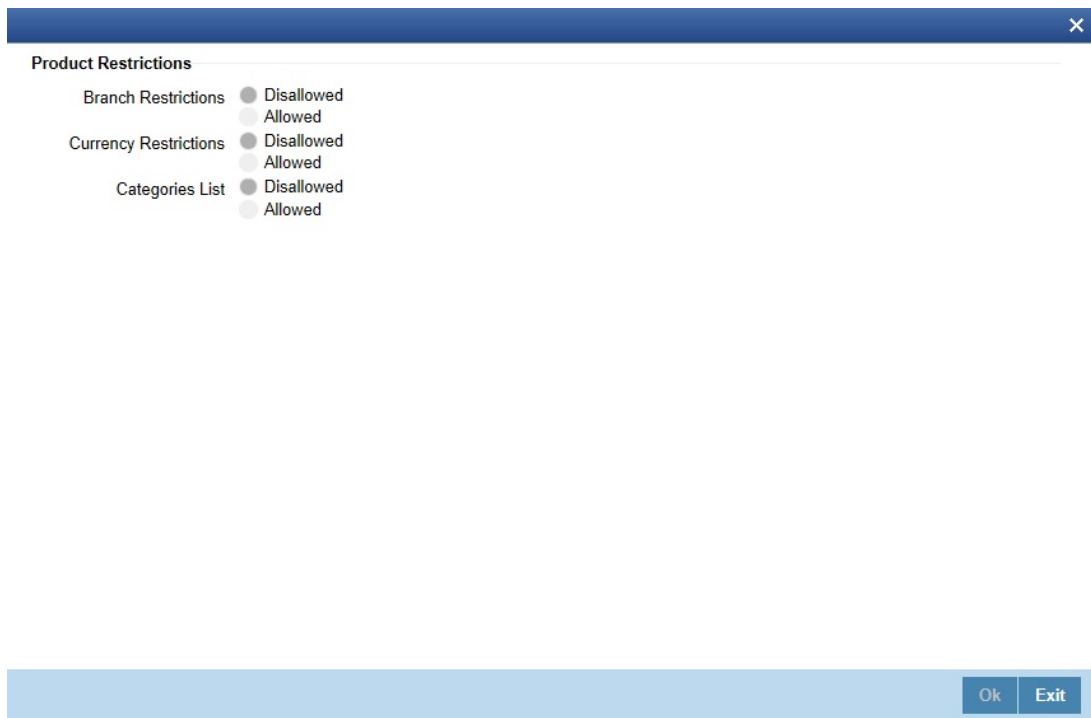 Product Restrictions
Branch Restrictions Disallowed
Allowed
Currency Restrictions Disallowed
Allowed
Categories List Disallowed
Allowed
Ok Exit